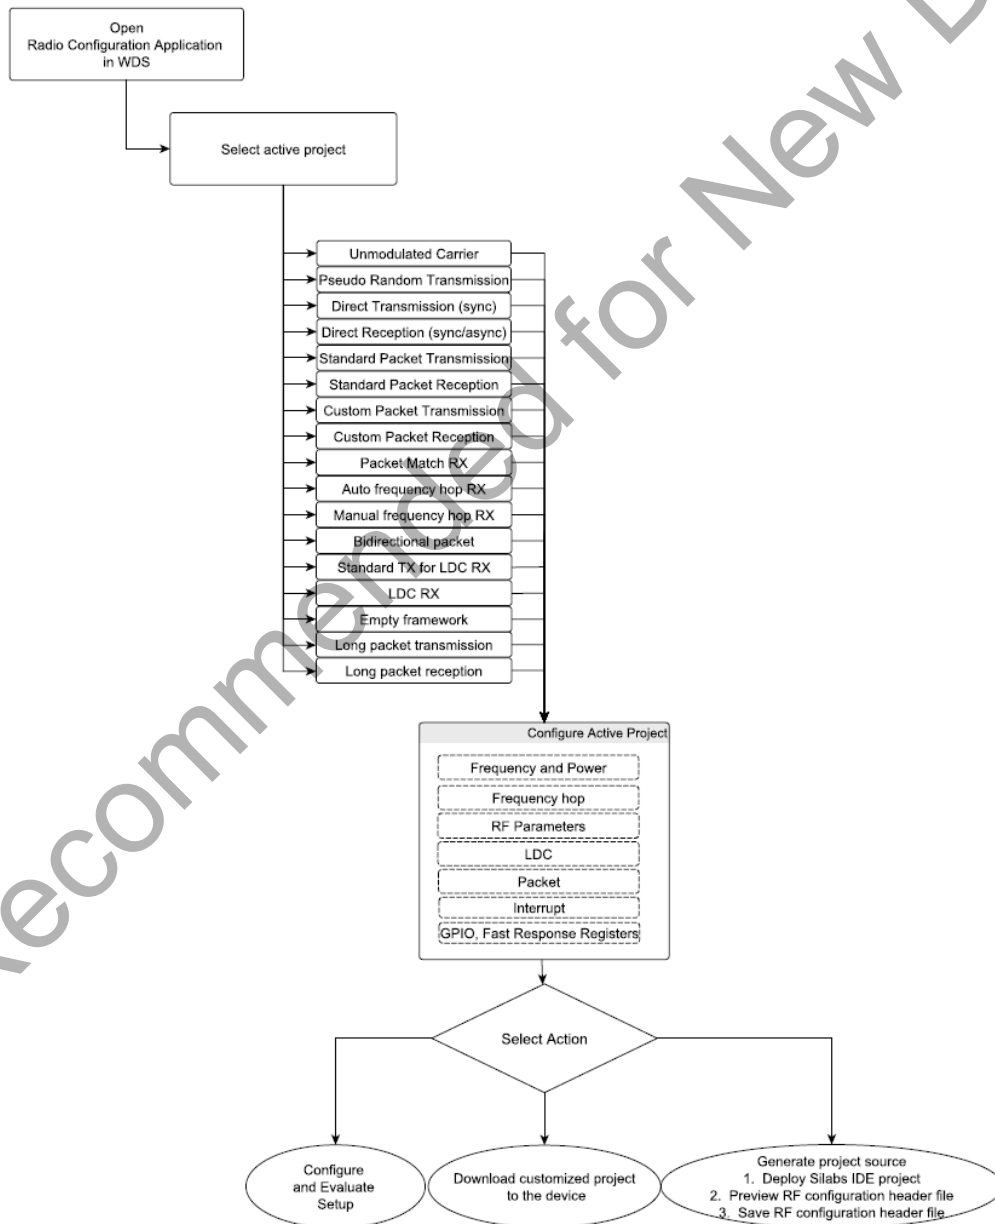 Open
Radio Configuration Application
in WDS
Select active project
Unmodulated Carrier
Pseudo Random Transmission
Direct Transmission (sync)
Direct Reception (sync/async)
Standard Packet Transmission
Standard Packet Reception
Custom Packet Transmission
Custom Packet Reception
Packet Match RX
Auto frequency hop RX
Manual frequency hop RX
Bidirectional packet
Standard TX for LDC RX
LDC RX
Empty framework
Long packet transmission
Long packet reception
Configure Active Project
Frequency and Power
Frequency hop
RF Parameters
LDC
Packet
Interrupt
GPIO, Fast Response Registers
Select Action
Configure
and Evaluate
Setup
Download customized project
to the device
Generate project source
1. Deploy Silabs IDE project
2. Preview RF configuration header file
3. Save RF configuration header file
Recommended for New D